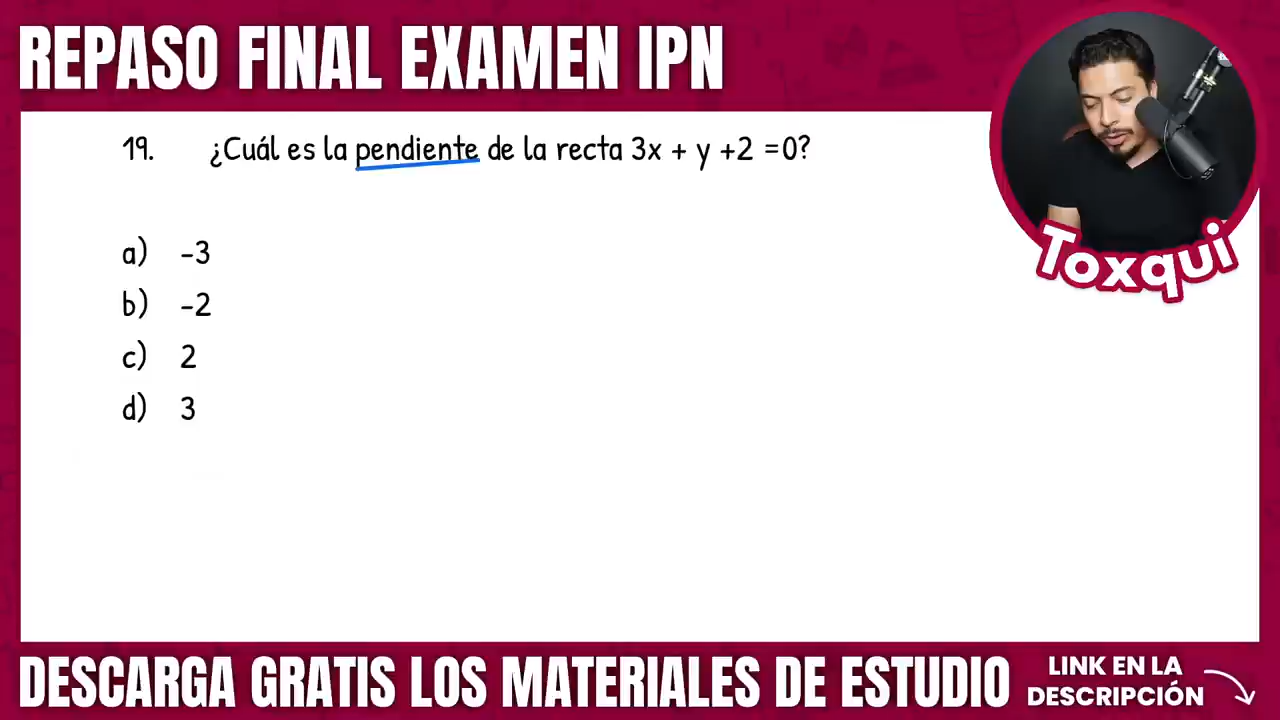 REPASO FINAL EXAMEN IPN
19. ¿Cuál es la pendiente de la recta 3x + y +2 =0?
a) -3
b) -2
c) 2
d) 3
Toxqui
DESCARGA GRATIS LOS MATERIALES DE ESTUDIO
LINK EN LA
DESCRIPCIÓN